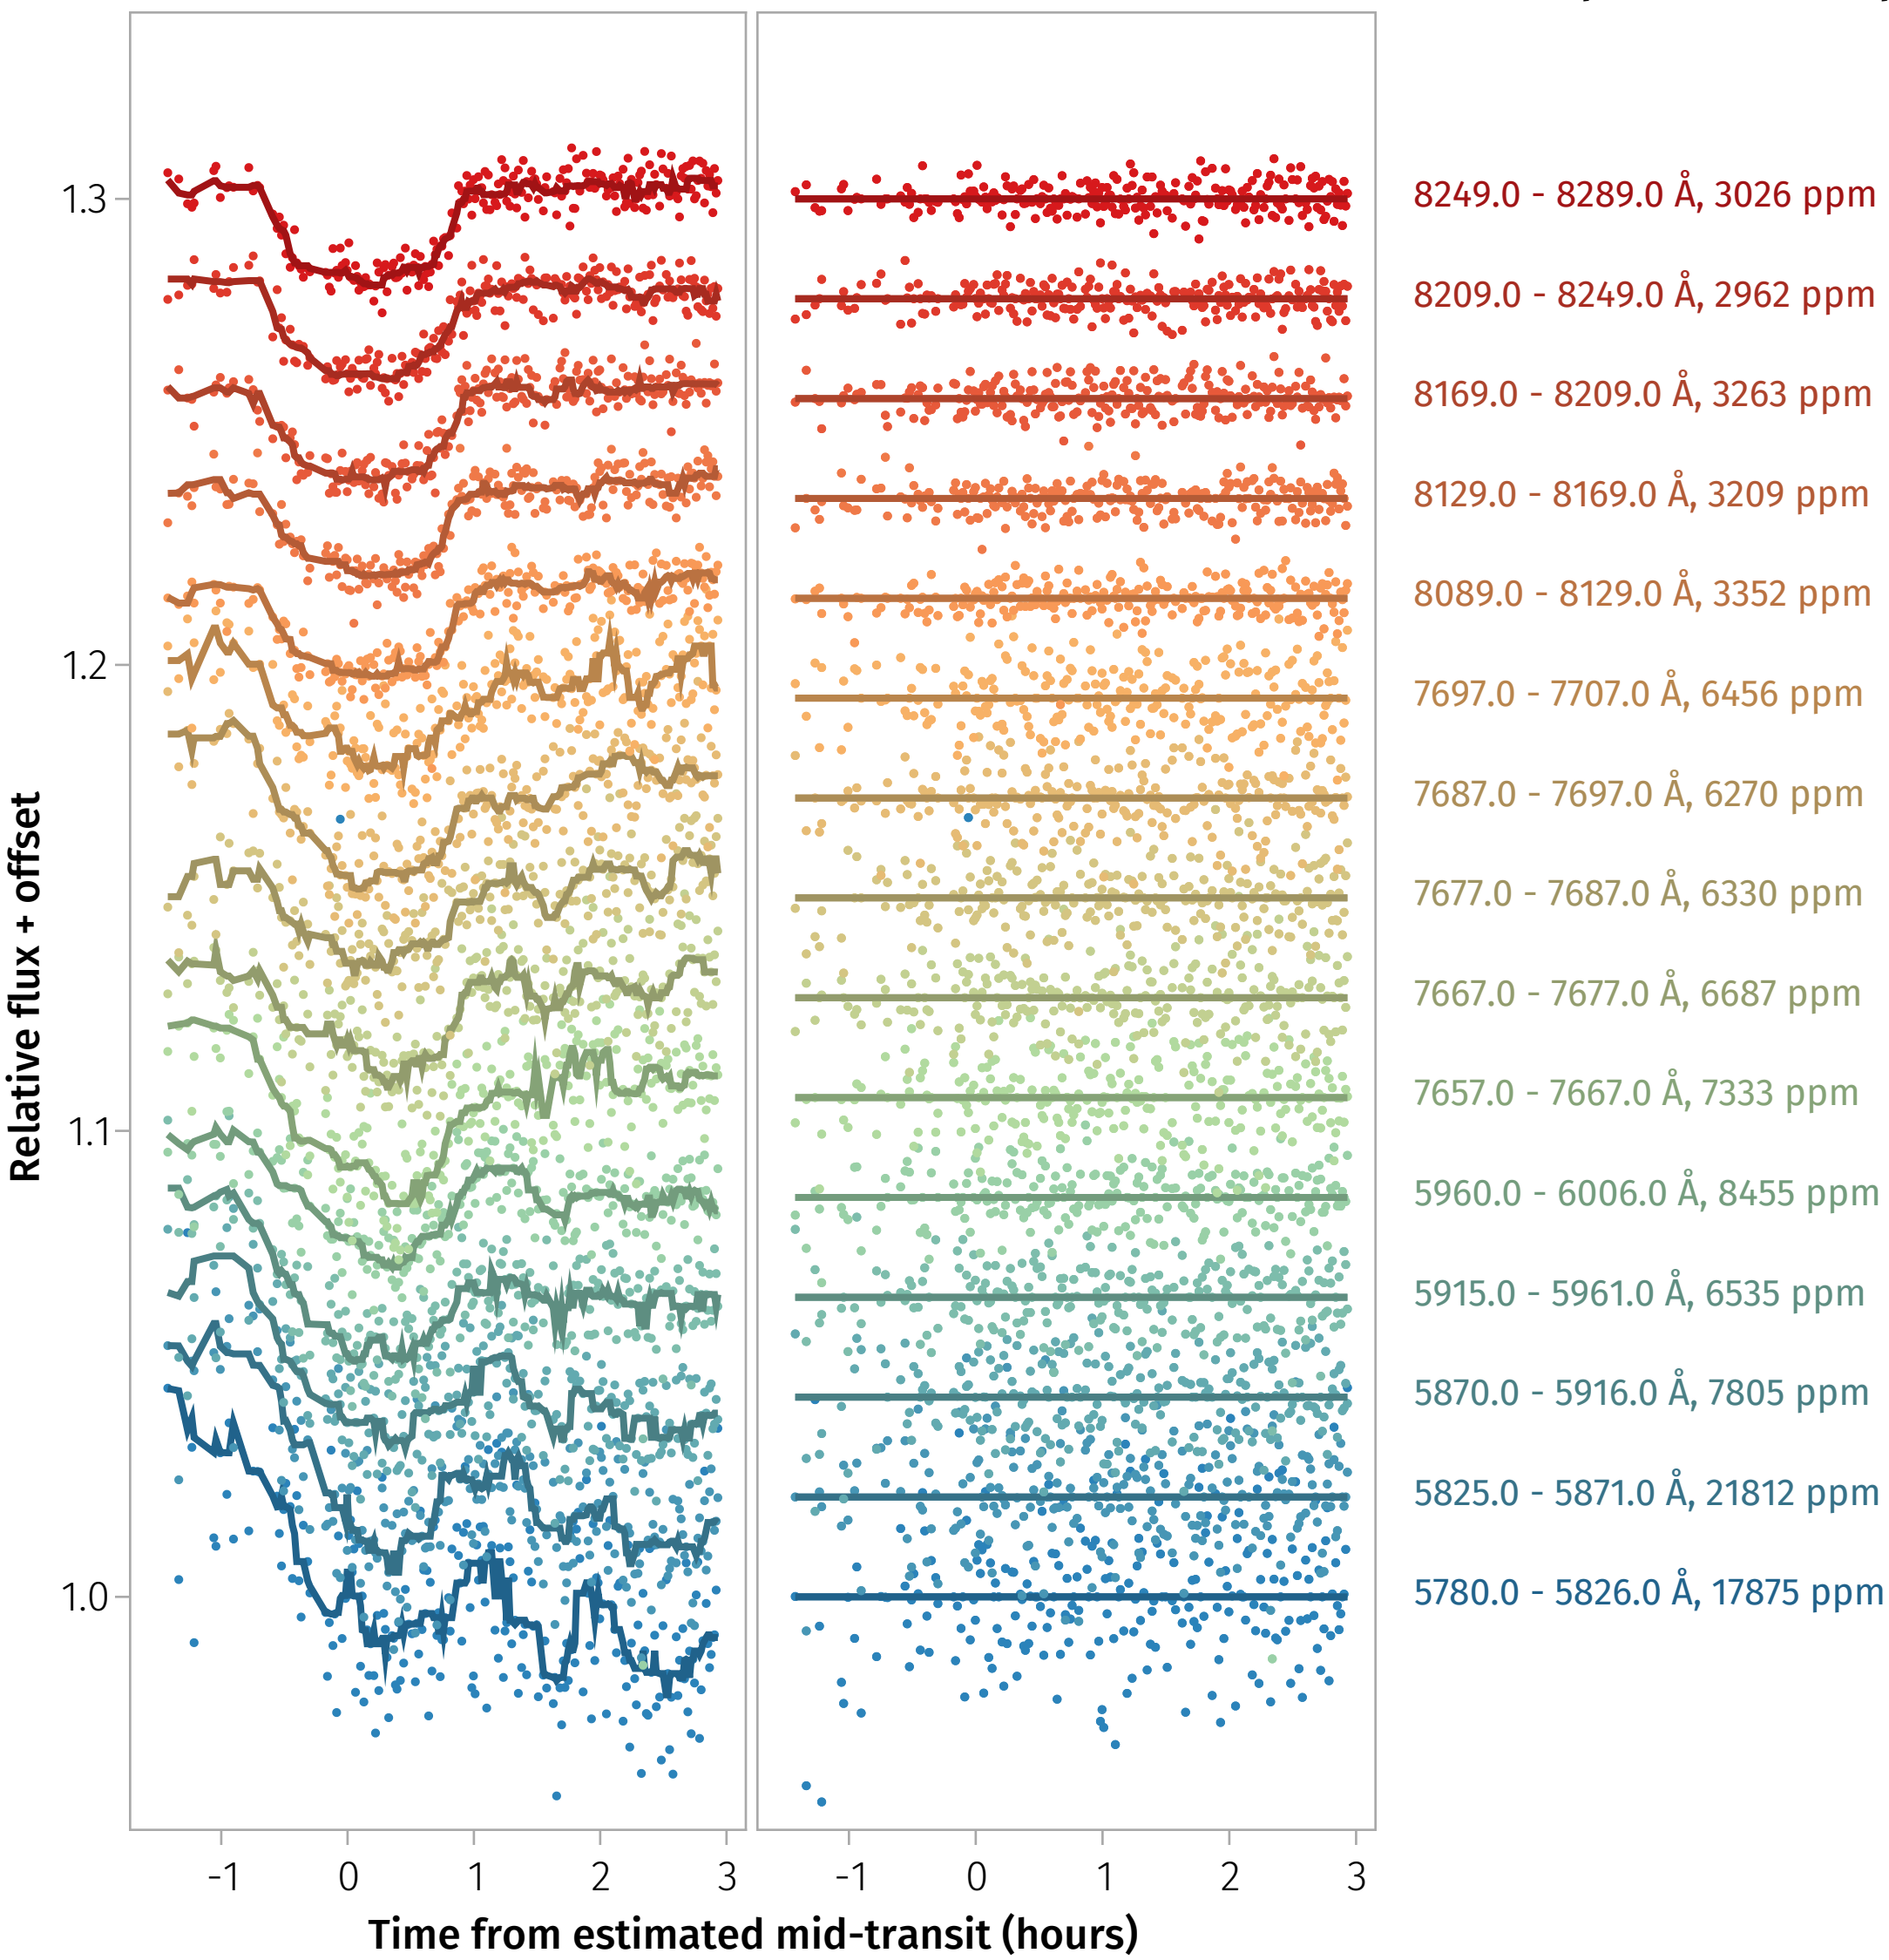 1.3
1.2
1.1
1.0
Relative flux + offset
-1 0 1 2 3
-1 0 1 2 3
Time from estimated mid-transit (hours)
8249.0 - 8289.0 Å, 3026 ppm
8209.0 - 8249.0 Å, 2962 ppm
8169.0 - 8209.0 Å, 3263 ppm
8129.0 - 8169.0 Å, 3209 ppm
8089.0 - 8129.0 Å, 3352 ppm
7697.0 - 7707.0 Å, 6456 ppm
7687.0 - 7697.0 Å, 6270 ppm
7677.0 - 7687.0 Å, 6330 ppm
7667.0 - 7677.0 Å, 6687 ppm
7657.0 - 7667.0 Å, 7333 ppm
5960.0 - 6006.0 Å, 8455 ppm
5915.0 - 5961.0 Å, 6535 ppm
5870.0 - 5916.0 Å, 7805 ppm
5825.0 - 5871.0 Å, 21812 ppm
5780.0 - 5826.0 Å, 17875 ppm